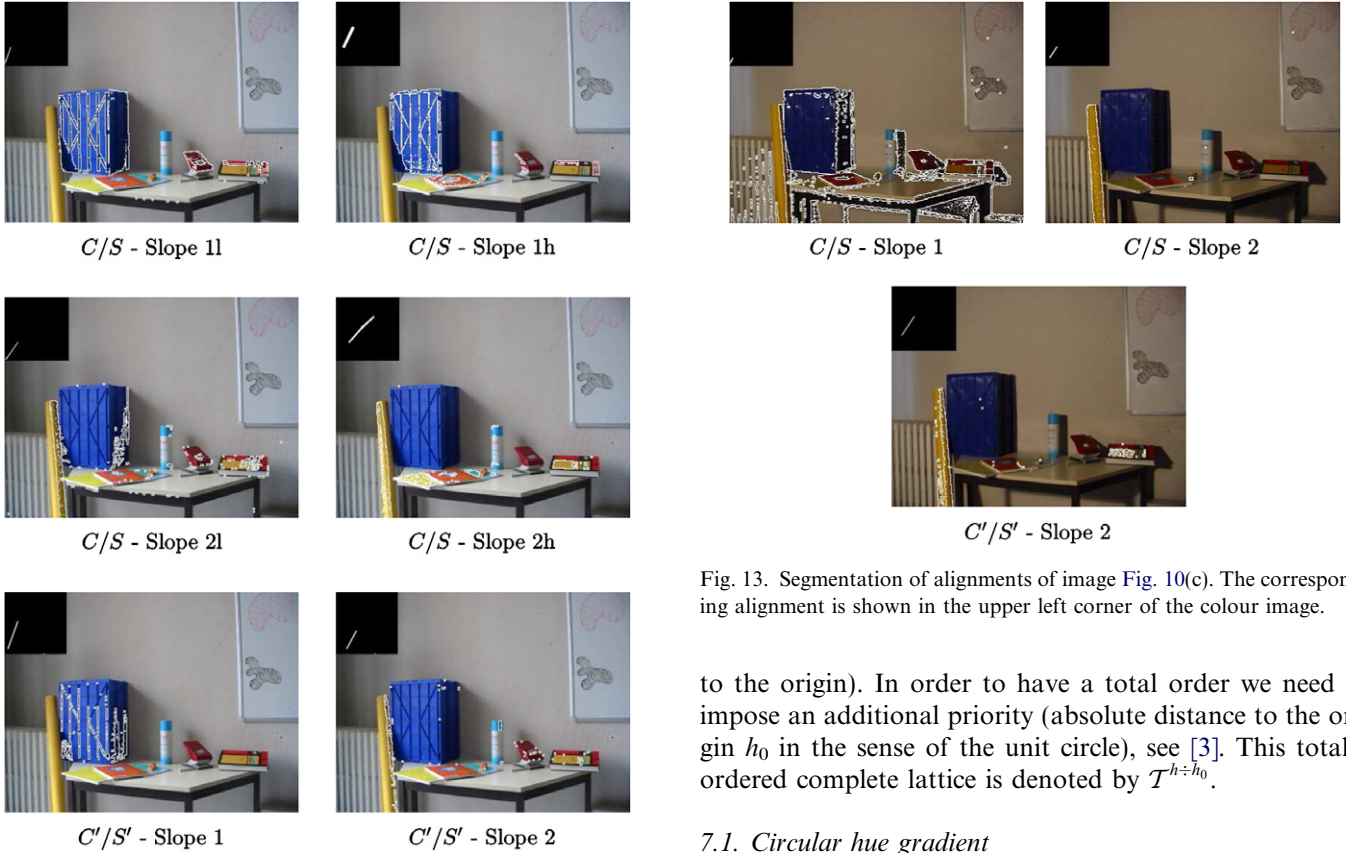 C/S - Slope 1l
C/S - Slope 1h
C/S - Slope 2l
C/S - Slope 2h
C′/S′ - Slope 1
C′/S′ - Slope 2
C/S - Slope 1
C/S - Slope 2
C′/S′ - Slope 2
Fig. 13. Segmentation of alignments of image Fig. 10(c). The correspon
ing alignment is shown in the upper left corner of the colour image.
to the origin). In order to have a total order we need
impose an additional priority (absolute distance to the or
gin h₀ in the sense of the unit circle), see [3]. This total
ordered complete lattice is denoted by 𝒯^{h÷h₀}.
7.1. Circular hue gradient